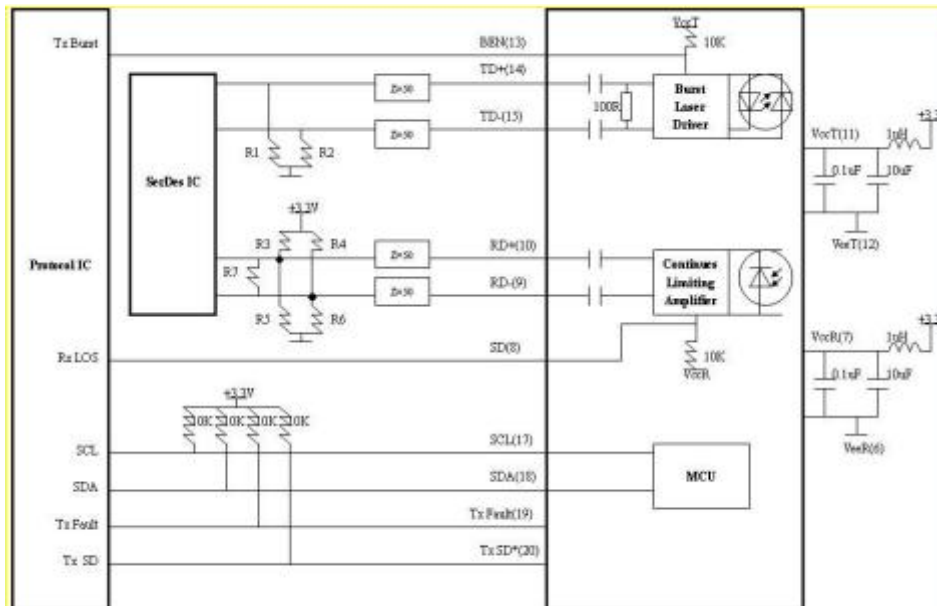 VccT
Tx Burst
BEN(13)
10K
TD+(14)
Z=50
Burst
Laser
Driver
100R
TD-(15)
Z=50
R1
R2
SerDes IC
+3.3V
VccT(11)
1uH
0.1uF
10uF
VeeT(12)
R3
R4
RD+(10)
Z=50
Continues
Limiting
Amplifier
Protocal IC
R7
RD-(9)
Z=50
R5
R6
Rx LOS
SD(8)
10K
VccR
VccR(7)
1uH
0.1uF
10uF
VeeR(6)
+3.3V
10K
10K
10K
10K
SCL
SCL(17)
SDA
SDA(18)
MCU
Tx Fault
Tx Fault(19)
Tx SD
Tx SD*(20)